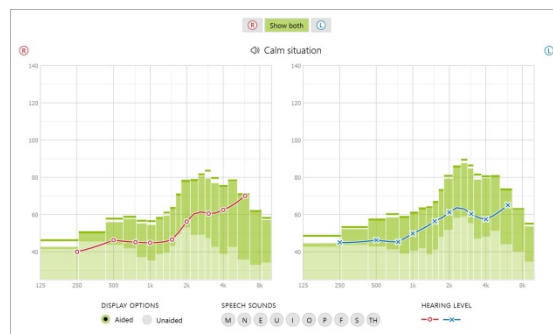 R Show both L
R Calm situation L
140 140
120 120
100 100
80 80
60 60
40 40
125 250 500 1k 2k 4k 8k 125 250 500 1k 2k 4k 8k
DISPLAY OPTIONS SPEECH SOUNDS HEARING LEVEL
Aided Unaided M N E U I O P F S TH